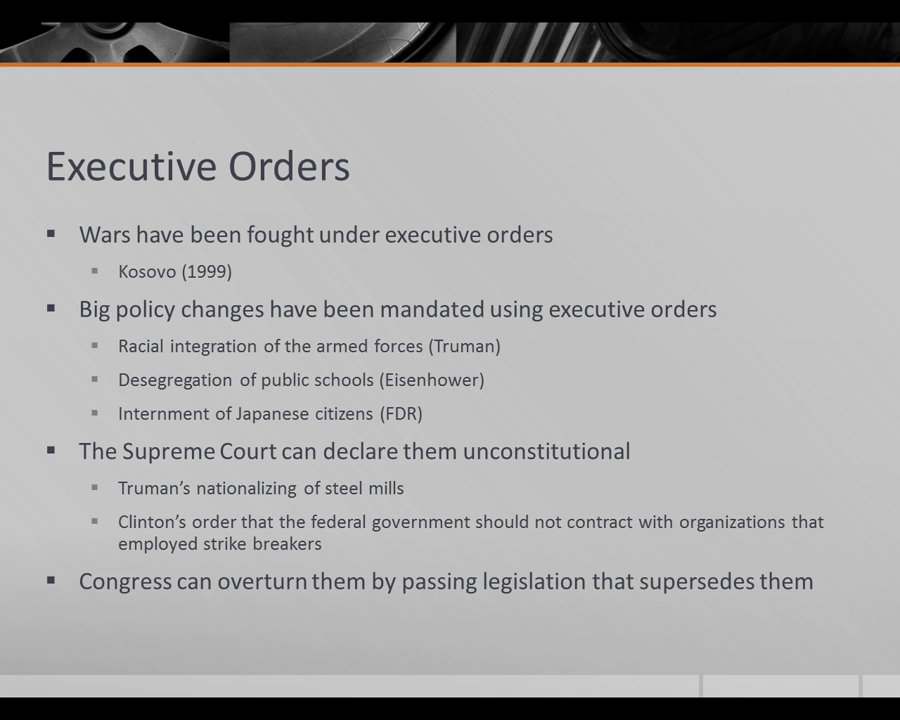 Executive Orders
▪ Wars have been fought under executive orders
▪ Kosovo (1999)
▪ Big policy changes have been mandated using executive orders
▪ Racial integration of the armed forces (Truman)
▪ Desegregation of public schools (Eisenhower)
▪ Internment of Japanese citizens (FDR)
▪ The Supreme Court can declare them unconstitutional
▪ Truman’s nationalizing of steel mills
▪ Clinton’s order that the federal government should not contract with organizations that
employed strike breakers
▪ Congress can overturn them by passing legislation that supersedes them